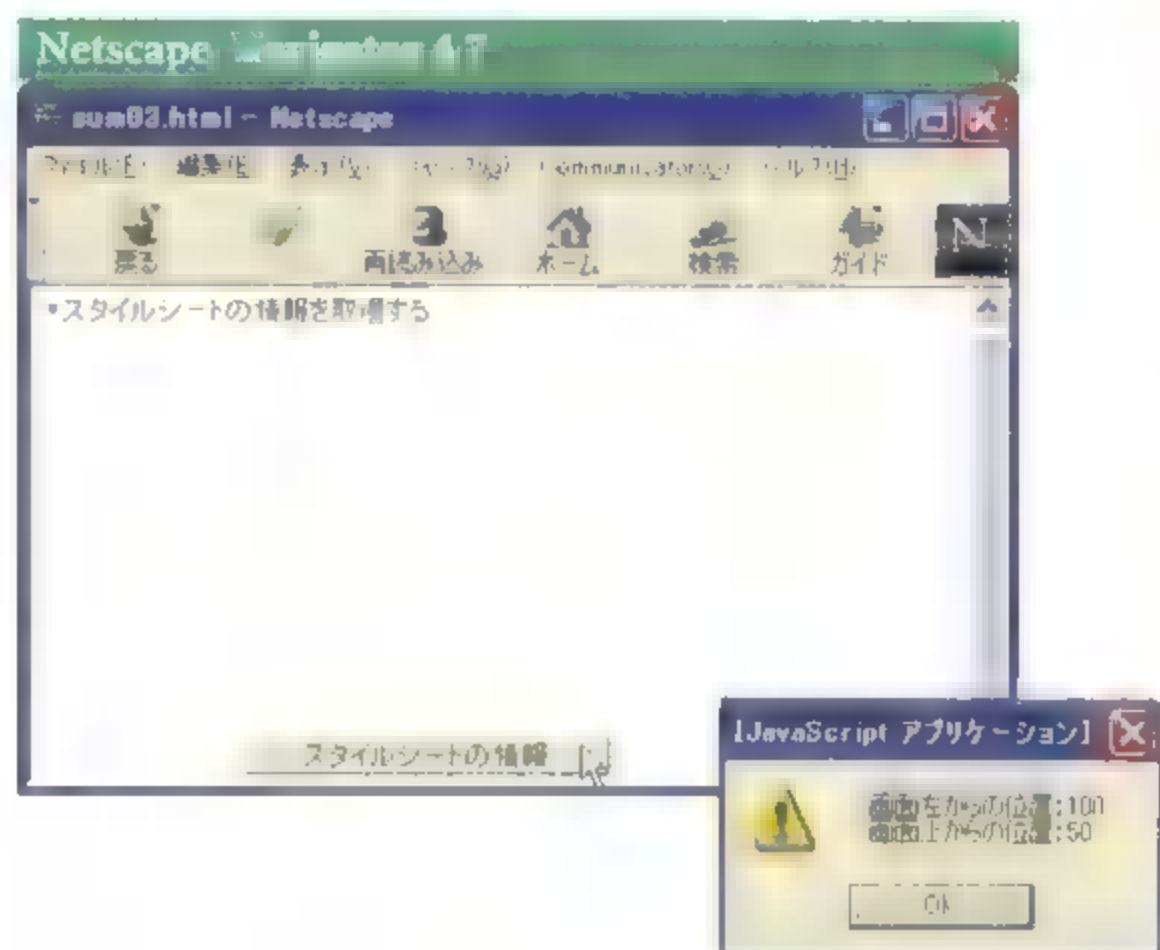 Netscape
sum03.html - Netscape
戻る 再読み込み ホーム 検索 ガイド
•スタイルシートの情報を取得する
スタイルシートの情報
[JavaScript アプリケーション]
画面左からの位置:100
画面上からの位置:50
OK